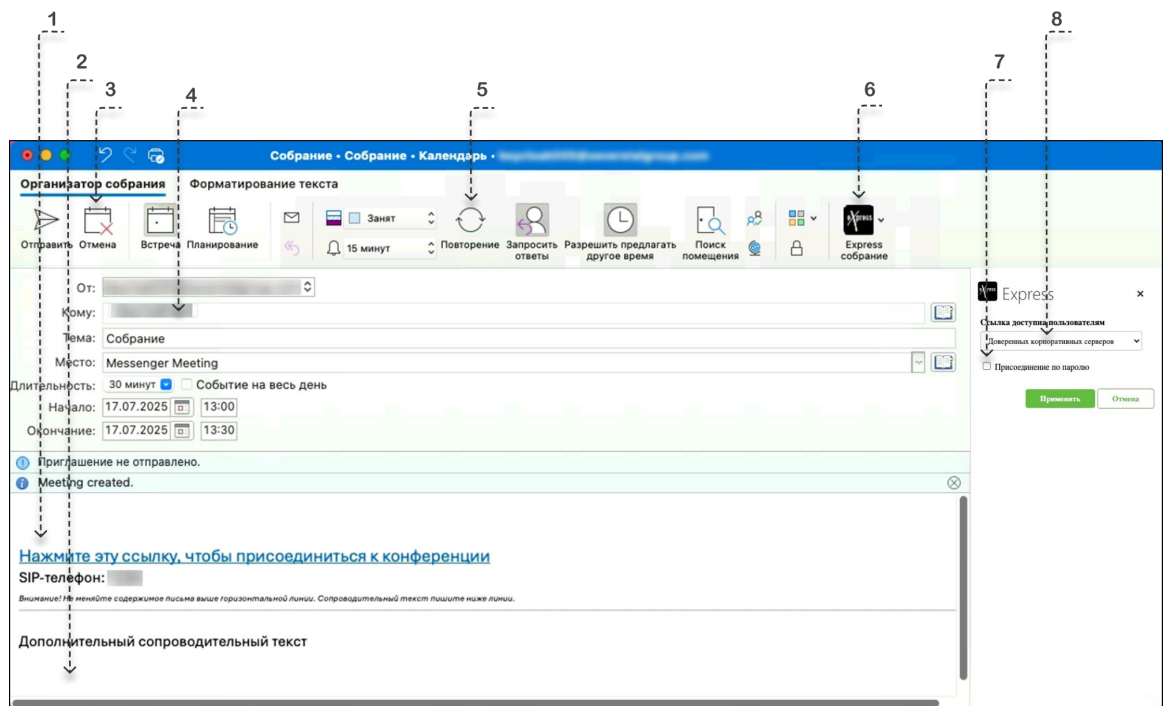 1
8
2
7
3
4
5
6
Собрание • Собрание • Календарь •
Организатор собрания Форматирование текста
Отправить Отмена Встреча Планирование Занят 15 минут Повторение Запросить ответы Разрешить предлагать другое время Поиск помещения eXpress Express собрание
От:
Кому:
Тема: Собрание
Место: Messenger Meeting
Длительность: 30 минут Событие на весь день
Начало: 17.07.2025 13:00
Окончание: 17.07.2025 13:30
Приглашение не отправлено.
Meeting created.
Нажмите эту ссылку, чтобы присоединиться к конференции
SIP-телефон:
Внимание! Не меняйте содержимое письма выше горизонтальной линии. Сопроводительный текст пишите ниже линии.
Дополнительный сопроводительный текст
eXpress Express ×
Ссылка доступна пользователям
Доверенных корпоративных серверов
Присоединение по паролю
Применить Отмена